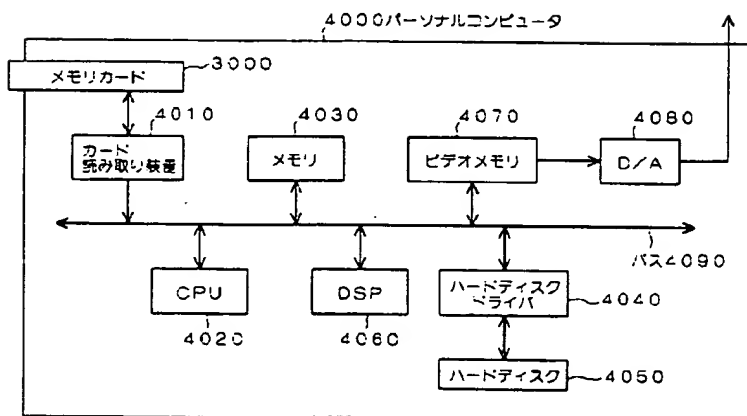 4000パーソナルコンピュータ
メモリカード
3000
4010
4030
4070
4080
カード
読み取り装置
メモリ
ビデオメモリ
D/A
バス4090
CPU
DSP
ハードディスク
ドライバ
4040
4020
4060
ハードディスク
4050